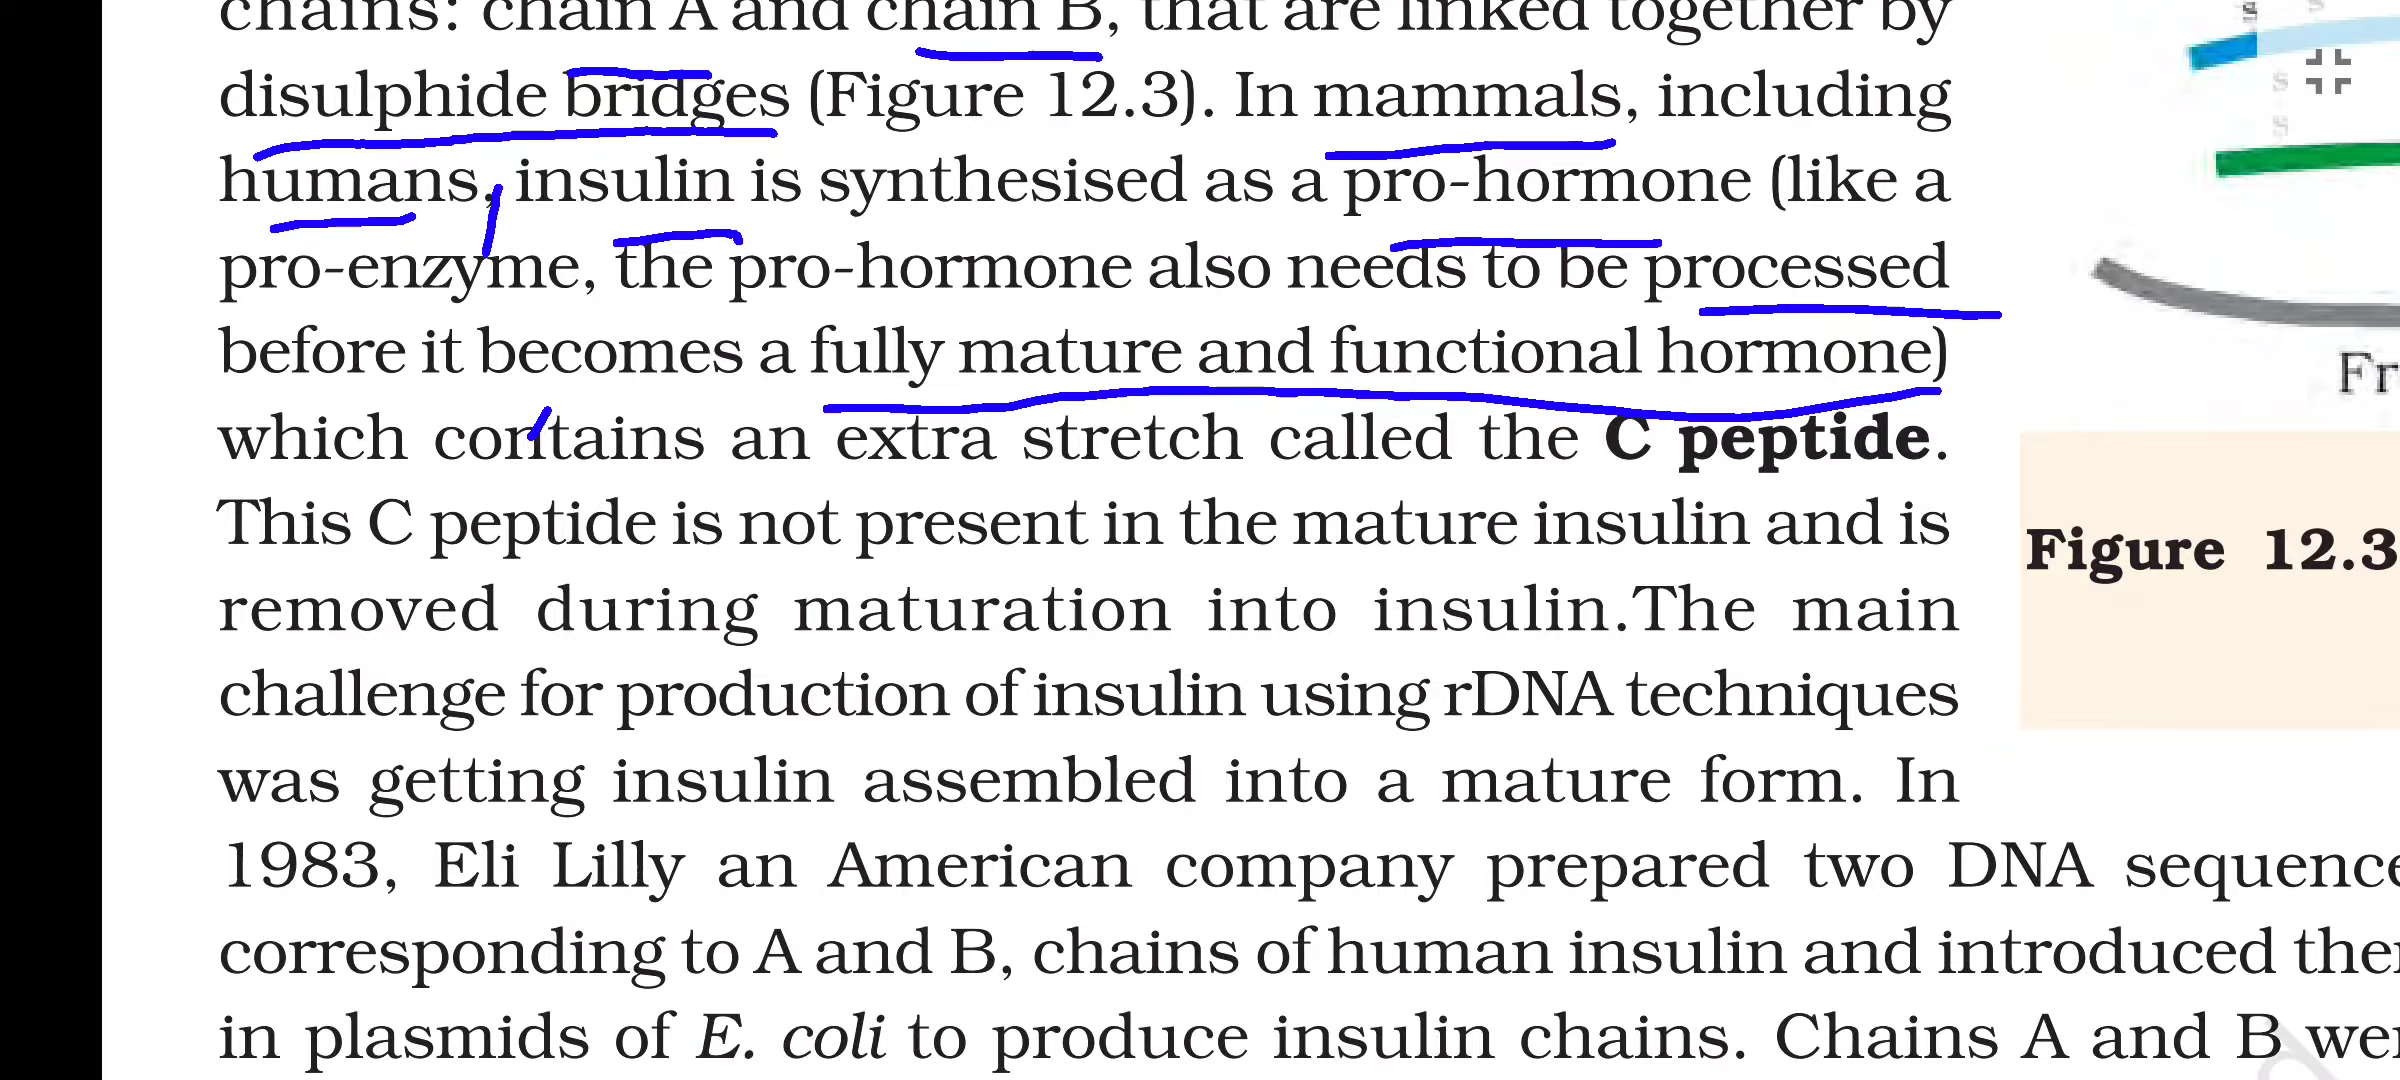 chains: chain A and chain B, that are linked together by
disulphide bridges (Figure 12.3). In mammals, including
humans, insulin is synthesised as a pro-hormone (like a
pro-enzyme, the pro-hormone also needs to be processed
before it becomes a fully mature and functional hormone)
which contains an extra stretch called the C peptide.
This C peptide is not present in the mature insulin and is
removed during maturation into insulin.The main
challenge for production of insulin using rDNA techniques
was getting insulin assembled into a mature form. In
1983, Eli Lilly an American company prepared two DNA sequence
corresponding to A and B, chains of human insulin and introduced
in plasmids of E. coli to produce insulin chains. Chains A and B
s s
s
s
Fr
Figure 12.3